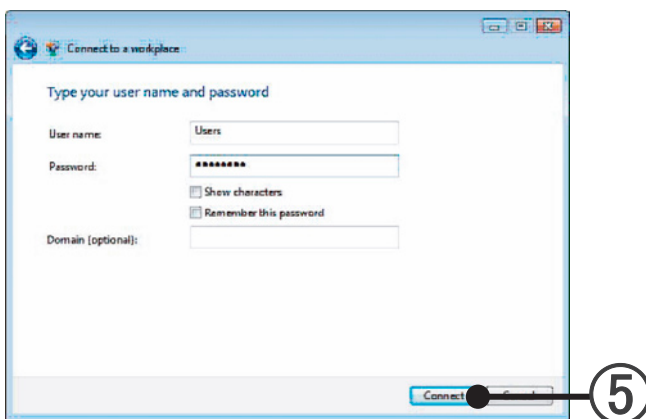 Connect to a workplace
Type your user name and password
User name:
Users
Password:
••••••••
Show characters
Remember this password
Domain (optional):
Connect
5